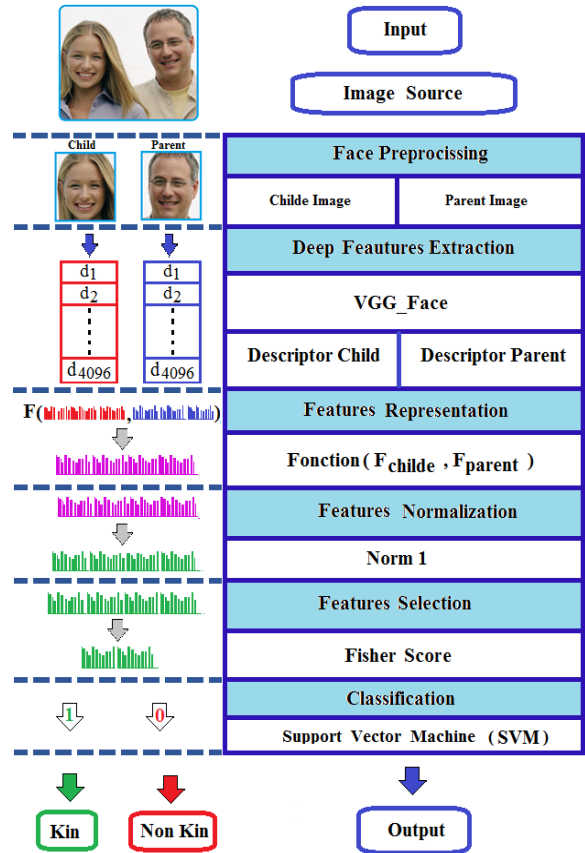 Input
Image Source
Child Parent
Face Preprocissing
Childe Image Parent Image
Deep Feautures Extraction
d1 d1
d2 d2
VGG_Face
d4096 d4096
Descriptor Child Descriptor Parent
F( , )
Features Representation
Fonction ( Fchilde , Fparent )
Features Normalization
Norm 1
Features Selection
Fisher Score
Classification
1 0
Support Vector Machine (SVM)
Kin Non Kin Output